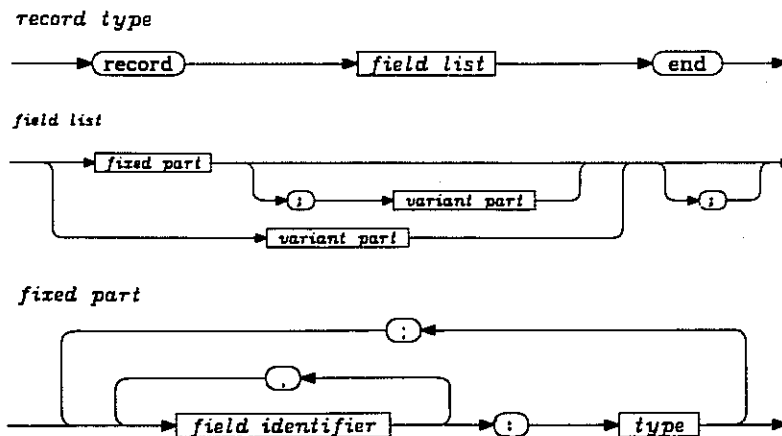 record type
record field list end
field list
fixed part
; variant part ;
variant part
fixed part
;
,
field identifier : type